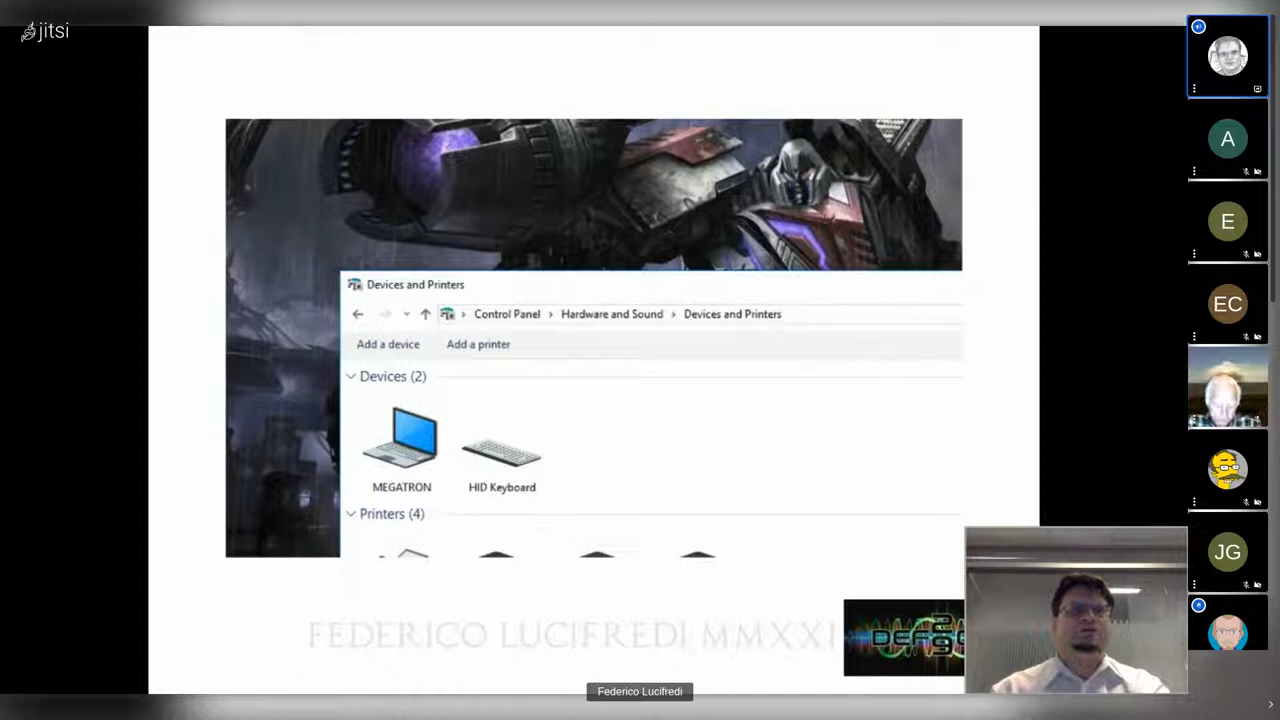 jitsi
Devices and Printers
Control Panel > Hardware and Sound > Devices and Printers
Add a device Add a printer
Devices (2)
MEGATRON HID Keyboard
Printers (4)
FEDERICO LUCIFREDI MMXXI
Federico Lucifredi
A
E
EC
JG